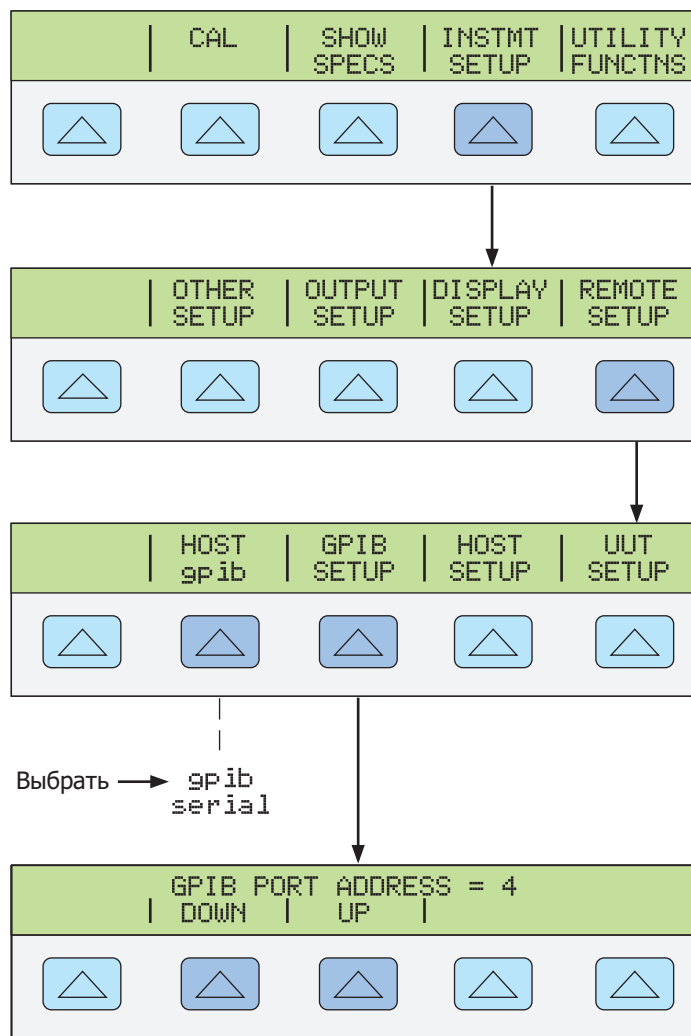 CAL SHOW INSTMT UTILITY
SPECS SETUP FUNCTNS
OTHER OUTPUT DISPLAY REMOTE
SETUP SETUP SETUP SETUP
HOST GPIB HOST UUT
gpib SETUP SETUP SETUP
Выбрать gpib
serial
GPIB PORT ADDRESS = 4
DOWN UP